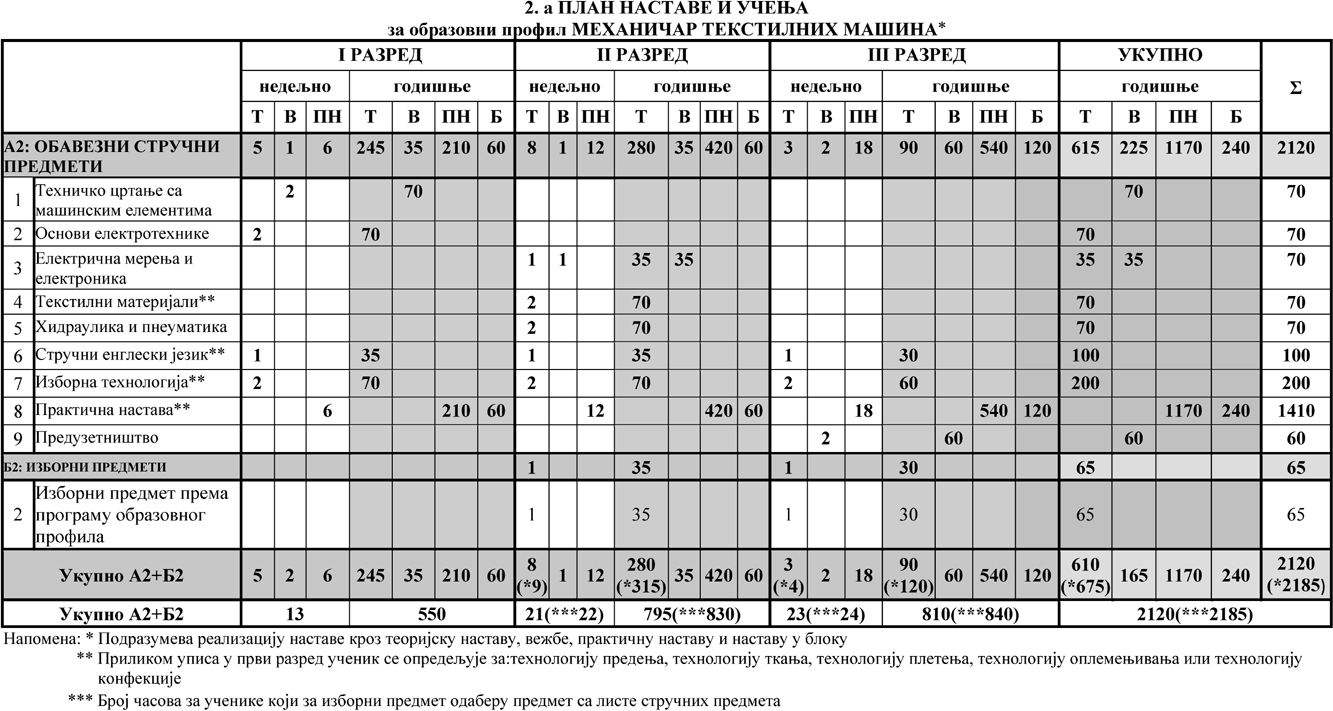 2. а ПЛАН НАСТАВЕ И УЧЕЊА
за образовни профил МЕХАНИЧАР ТЕКСТИЛНИХ МАШИНА*
I РАЗРЕД II РАЗРЕД III РАЗРЕД УКУПНО
недељно годишње недељно годишње недељно годишње годишње Σ
Т В ПН Т В ПН Б Т В ПН Т В ПН Б Т В ПН Т В ПН Б Т В ПН Б
А2: ОБАВЕЗНИ СТРУЧНИ
ПРЕДМЕТИ
5 1 6 245 35 210 60 8 1 12 280 35 420 60 3 2 18 90 60 540 120 615 225 1170 240 2120
1 Техничко цртање са
машинским елементима
2 70 70 70
2 Основи електротехнике 2 70 70 70
3 Електрична мерења и
електроника
1 1 35 35 35 35 70
4 Текстилни материјали** 2 70 70 70
5 Хидраулика и пнеуматика 2 70 70 70
6 Стручни енглески језик** 1 35 1 35 1 30 100 100
7 Изборна технологија** 2 70 2 70 2 60 200 200
8 Практична настава** 6 210 60 12 420 60 18 540 120 1170 240 1410
9 Предузетништво 2 60 60 60
Б2: ИЗБОРНИ ПРЕДМЕТИ 1 35 1 30 65 65
2 Изборни предмет према
програму образовног
профила
1 35 1 30 65 65
Укупно А2+Б2 5 2 6 245 35 210 60 8 (*9) 1 12 280 (*315) 35 420 60 3 (*4) 2 18 90 (*120) 60 540 120 610 (*675) 165 1170 240 2120 (*2185)
Укупно А2+Б2 13 550 21(***22) 795(***830) 23(***24) 810(***840) 2120(***2185)
Напомена: * Подразумева реализацију наставе кроз теоријску наставу, вежбе, практичну наставу и наставу у блоку
** Приликом уписа у први разред ученик се опредељује за:технологију предења, технологију ткања, технологију плетења, технологију оплемењивања или технологију
конфекције
*** Број часова за ученике који за изборни предмет одаберу предмет са листе стручних предмета